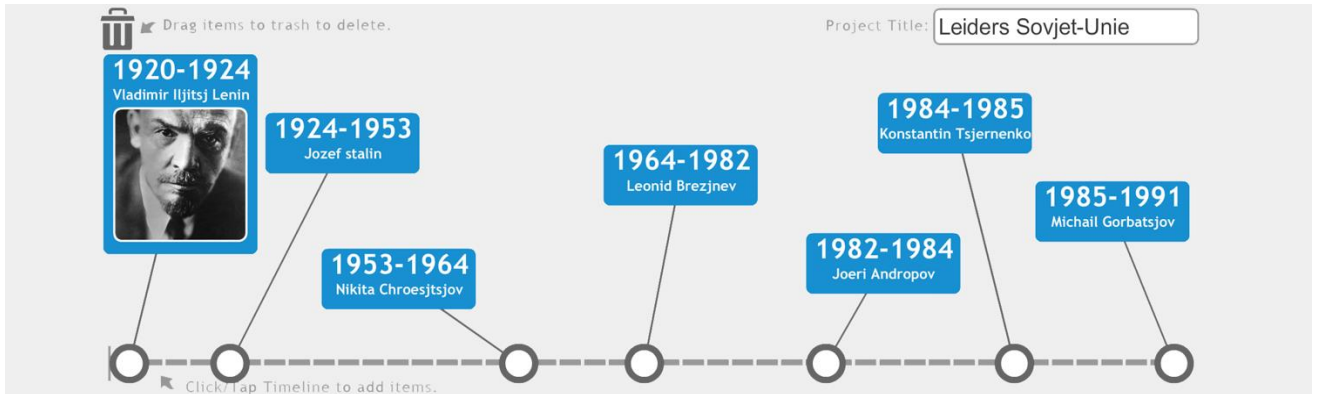 Drag items to trash to delete.
Project Title: Leiders Sovjet-Unie
1920-1924
Vladimir Iljitsj Lenin
1924-1953
Jozef stalin
1953-1964
Nikita Chroesjtsjov
1964-1982
Leonid Brezjnev
1982-1984
Joeri Andropov
1984-1985
Konstantin Tsjernenko
1985-1991
Michail Gorbatsjov
Click/Tap Timeline to add items.